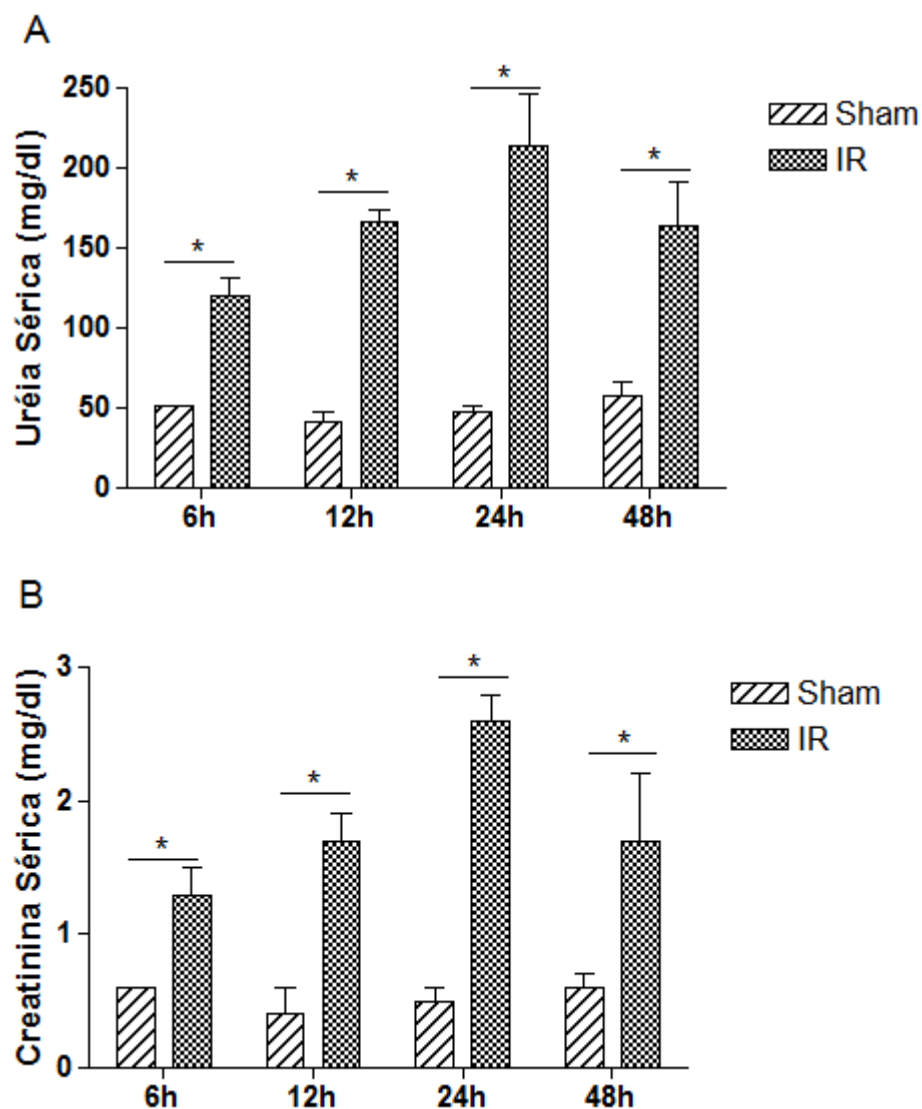 A
Uréia Sérica (mg/dl)
250
200
150
100
50
0
*
*
*
*
6h
12h
24h
48h
Sham
IR
B
Creatinina Sérica (mg/dl)
3
2
1
0
*
*
*
*
6h
12h
24h
48h
Sham
IR